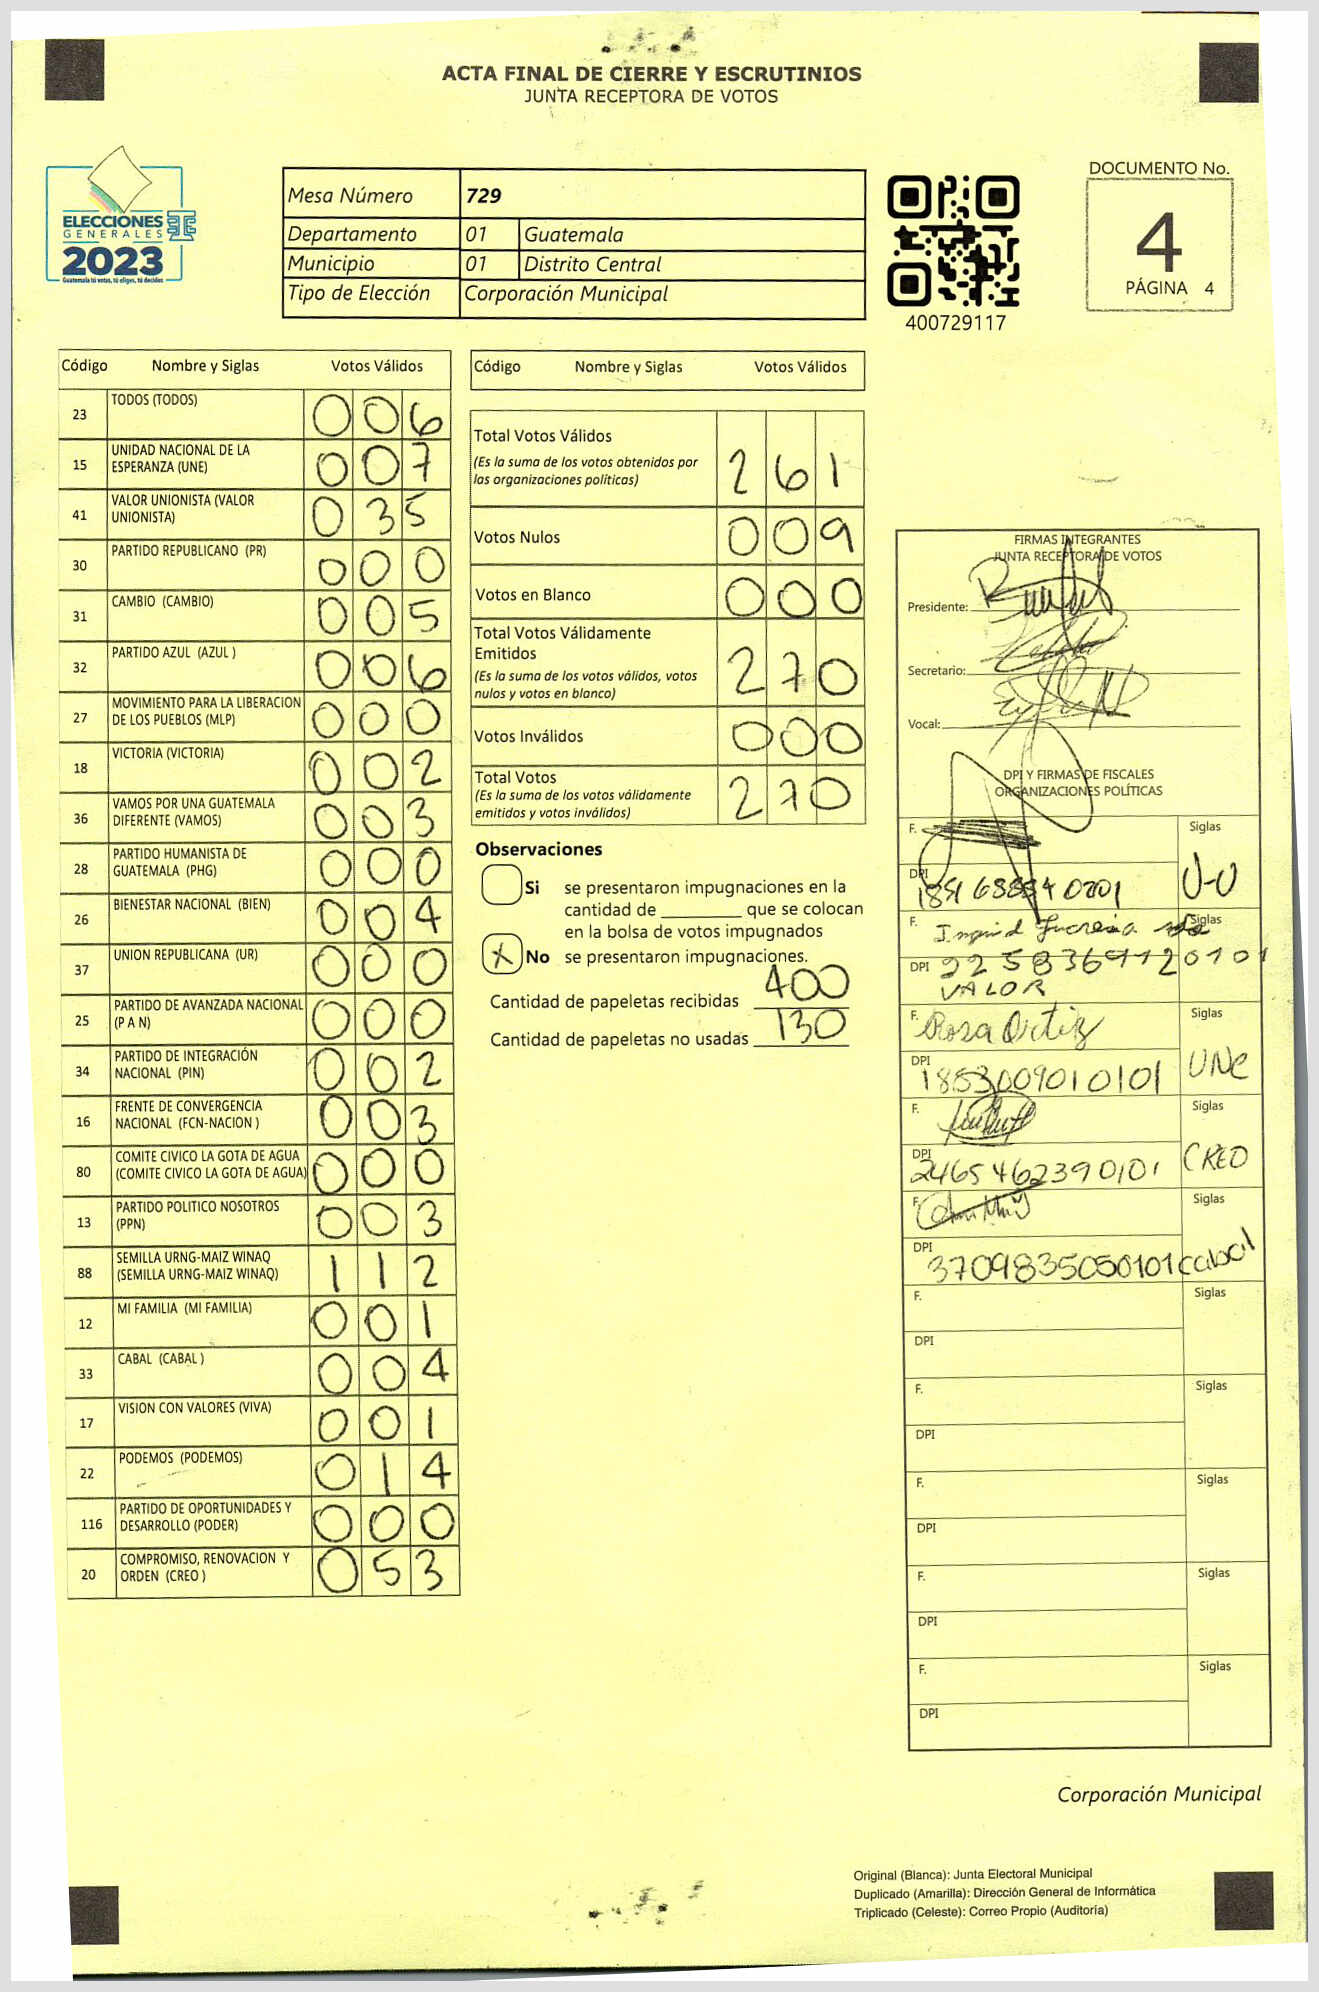 ACTA FINAL DE CIERRE Y ESCRUTINIOS
JUNTA RECEPTORA DE VOTOS
ELECCIONES
GENERALES
2023
Guatemala tú votas, tú eliges, tú decides
Mesa Número 729
Departamento 01 Guatemala
Municipio 01 Distrito Central
Tipo de Elección Corporación Municipal
400729117
DOCUMENTO No.
4
PÁGINA 4
Código Nombre y Siglas Votos Válidos
23 TODOS (TODOS) 006
15 UNIDAD NACIONAL DE LA
ESPERANZA (UNE) 007
41 VALOR UNIONISTA (VALOR
UNIONISTA) 035
30 PARTIDO REPUBLICANO (PR) 000
31 CAMBIO (CAMBIO) 005
32 PARTIDO AZUL (AZUL ) 006
27 MOVIMIENTO PARA LA LIBERACION
DE LOS PUEBLOS (MLP) 000
18 VICTORIA (VICTORIA) 002
36 VAMOS POR UNA GUATEMALA
DIFERENTE (VAMOS) 003
28 PARTIDO HUMANISTA DE
GUATEMALA (PHG) 000
26 BIENESTAR NACIONAL (BIEN) 004
37 UNION REPUBLICANA (UR) 000
25 PARTIDO DE AVANZADA NACIONAL
(P A N) 000
34 PARTIDO DE INTEGRACIÓN
NACIONAL (PIN) 002
16 FRENTE DE CONVERGENCIA
NACIONAL (FCN-NACION ) 003
80 COMITE CIVICO LA GOTA DE AGUA
(COMITE CIVICO LA GOTA DE AGUA) 000
13 PARTIDO POLITICO NOSOTROS
(PPN) 003
88 SEMILLA URNG-MAIZ WINAQ
(SEMILLA URNG-MAIZ WINAQ) 112
12 MI FAMILIA (MI FAMILIA) 001
33 CABAL (CABAL ) 004
17 VISION CON VALORES (VIVA) 001
22 PODEMOS (PODEMOS) 014
116 PARTIDO DE OPORTUNIDADES Y
DESARROLLO (PODER) 000
20 COMPROMISO, RENOVACION Y
ORDEN (CREO ) 053
Código Nombre y Siglas Votos Válidos
Total Votos Válidos
(Es la suma de los votos obtenidos por
las organizaciones políticas) 261
Votos Nulos 009
Votos en Blanco 000
Total Votos Válidamente
Emitidos
(Es la suma de los votos válidos, votos
nulos y votos en blanco) 270
Votos Inválidos 000
Total Votos
(Es la suma de los votos válidamente
emitidos y votos inválidos) 270
Observaciones
Si se presentaron impugnaciones en la
cantidad de ________ que se colocan
en la bolsa de votos impugnados
X No se presentaron impugnaciones.
Cantidad de papeletas recibidas 400
Cantidad de papeletas no usadas 130
FIRMAS INTEGRANTES
JUNTA RECEPTORA DE VOTOS
Presidente:
Secretario:
Vocal:
DPI Y FIRMAS DE FISCALES
ORGANIZACIONES POLÍTICAS
F. Siglas
DPI U-U
F. Ingrid Lucrecia Siglas
DPI
VALOR
F. Rosa Ortiz Siglas
DPI 1853009010101 UNE
F. Siglas
DPI 2465462390101 CREO
F. Siglas
DPI 3709835050101 cabal
F. Siglas
DPI
F. Siglas
DPI
F. Siglas
DPI
F. Siglas
DPI
F. Siglas
DPI
Corporación Municipal
Original (Blanca): Junta Electoral Municipal
Duplicado (Amarilla): Dirección General de Informática
Triplicado (Celeste): Correo Propio (Auditoría)